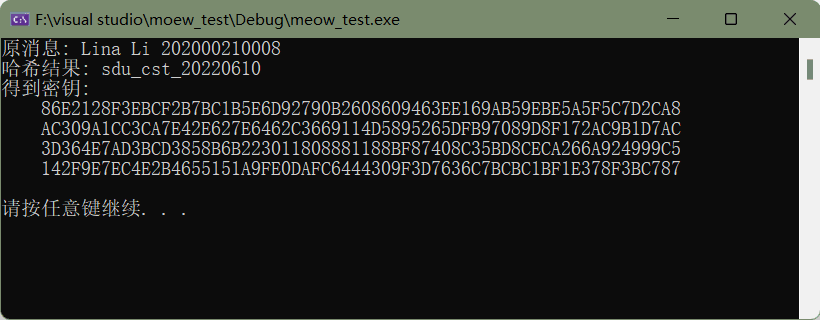 F:\visual studio\moew_test\Debug\meow_test.exe
原消息: Lina Li 202000210008
哈希结果: sdu_cst_20220610
得到密钥:
86E2128F3EBCF2B7BC1B5E6D92790B2608609463EE169AB59EBE5A5F5C7D2CA8
AC309A1CC3CA7E42E627E6462C3669114D5895265DFB97089D8F172AC9B1D7AC
3D364E7AD3BCD3858B6B223011808881188BF87408C35BD8CECA266A924999C5
142F9E7EC4E2B4655151A9FE0DAFC6444309F3D7636C7BCBC1BF1E378F3BC787
请按任意键继续. . .